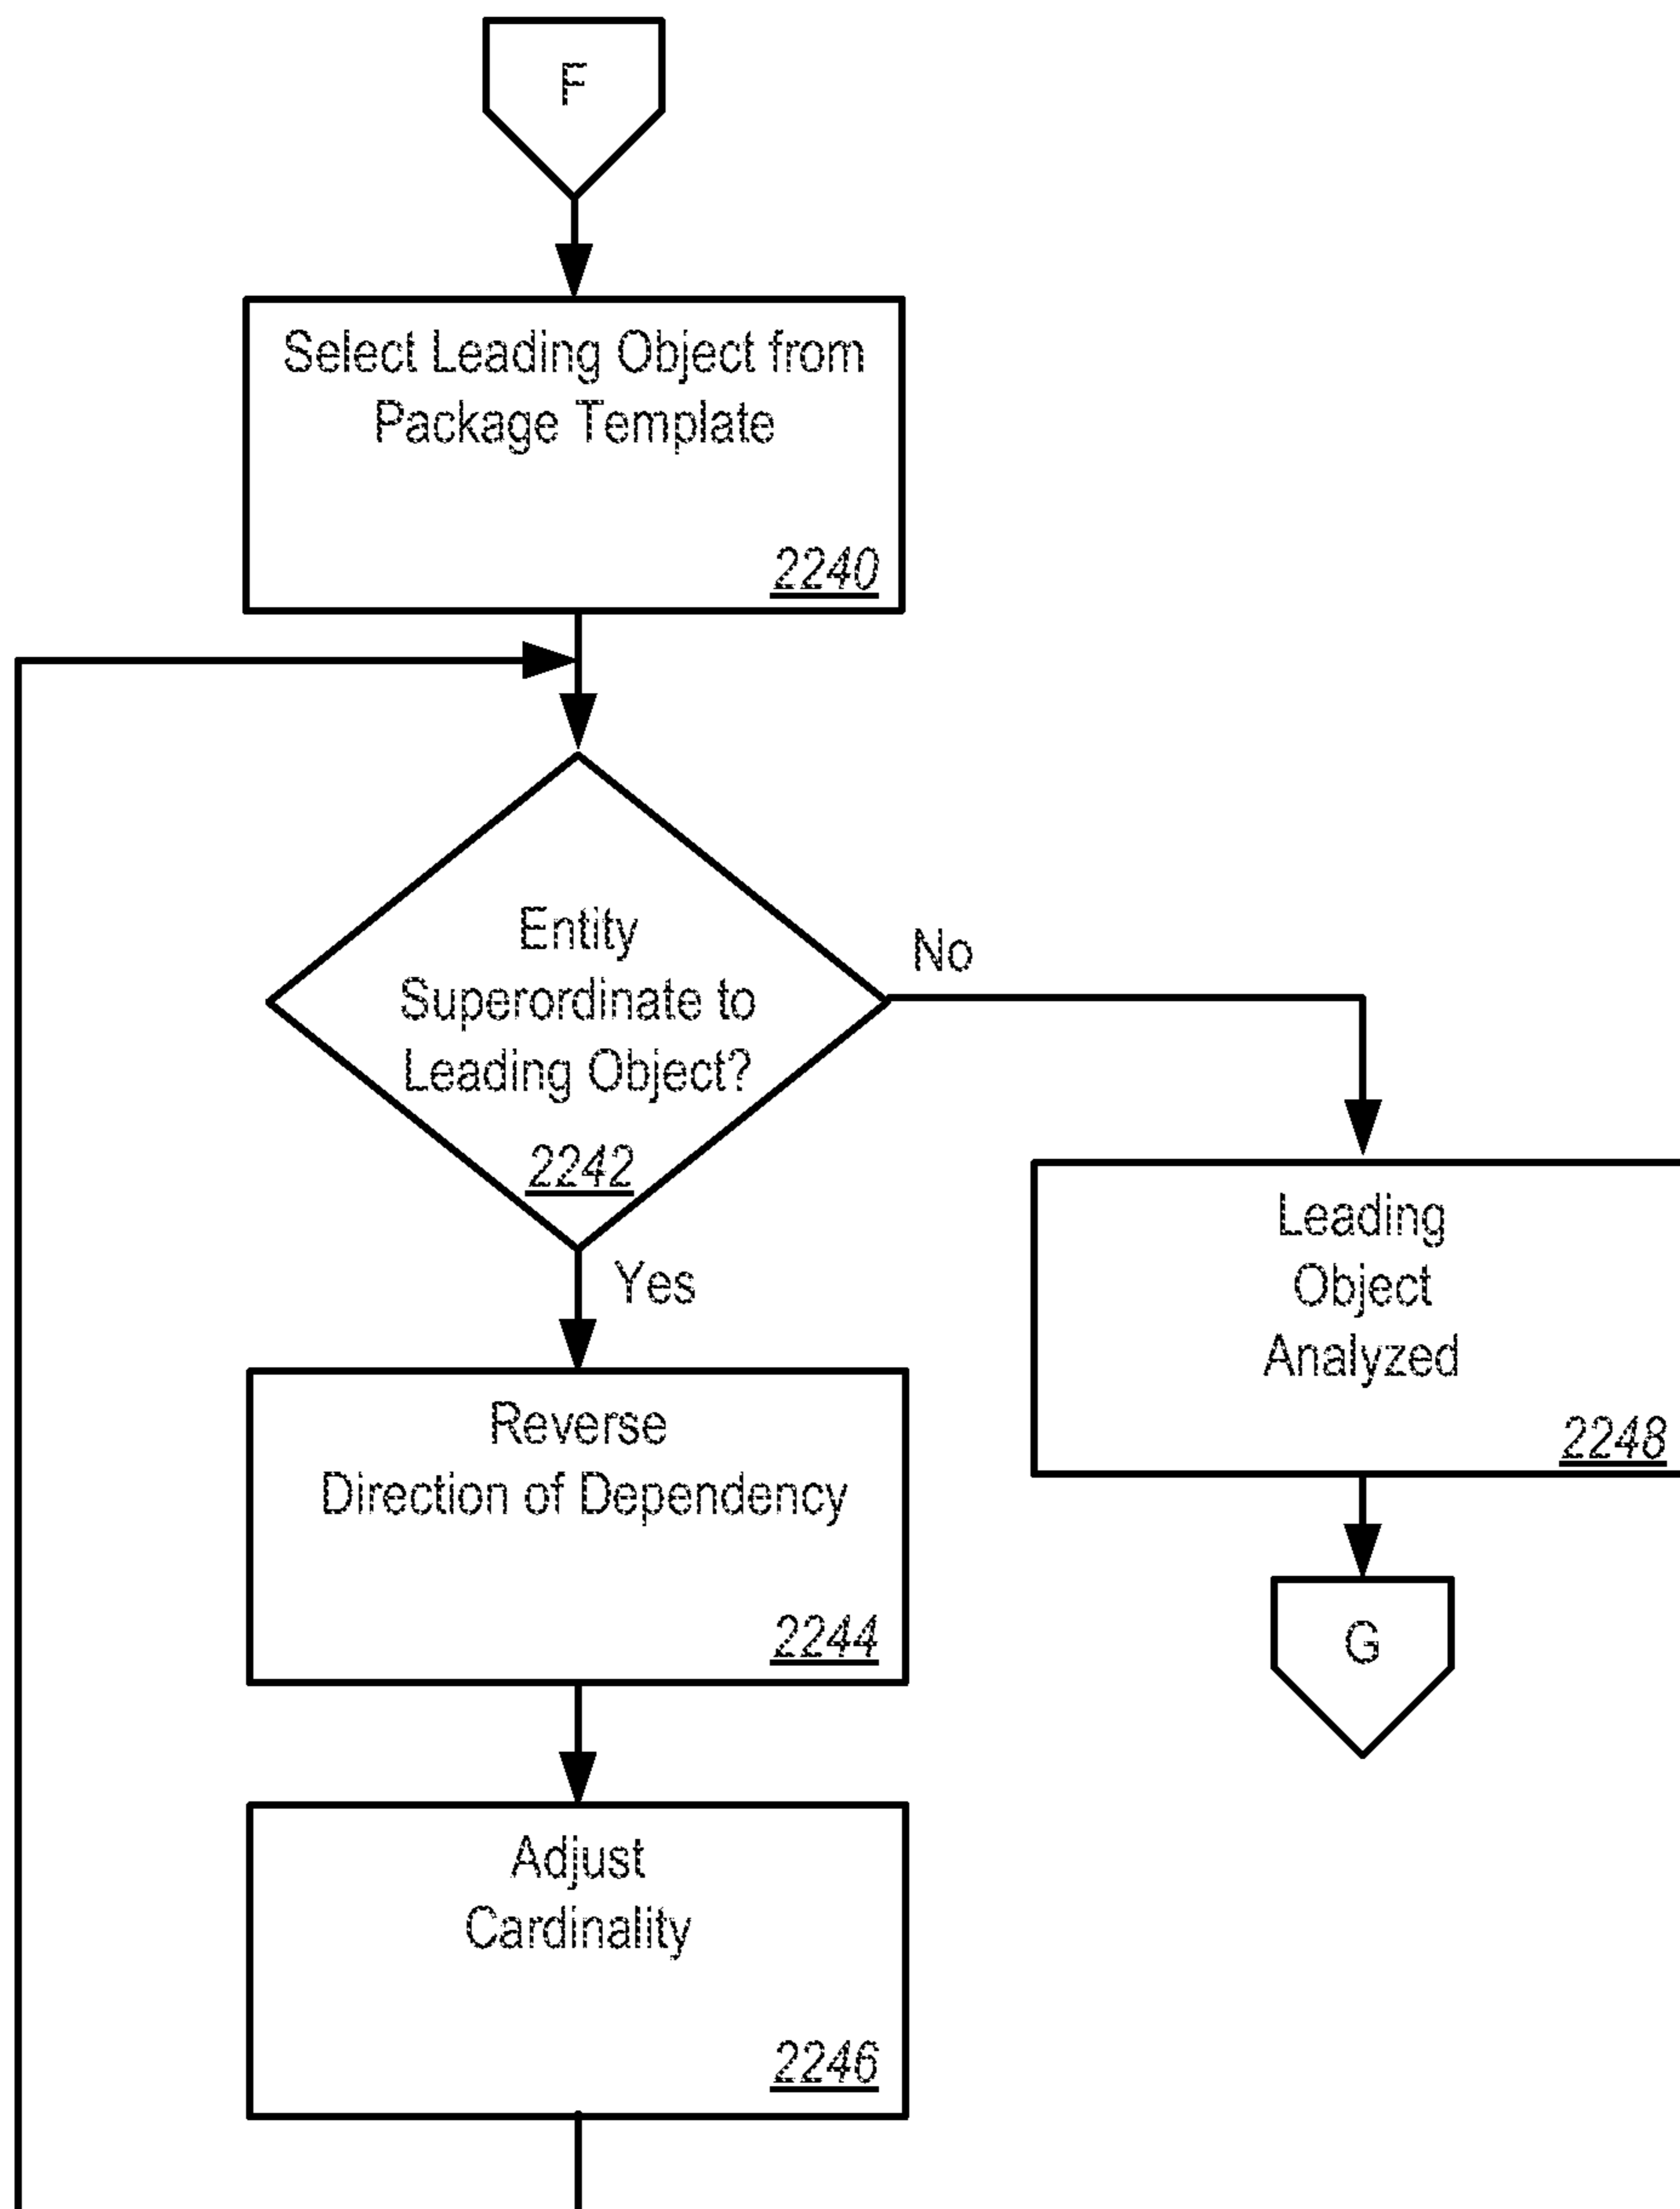 F
Select Leading Object from
Package Template
2240
Entity
Superordinate to
Leading Object?
2242
No
Yes
Leading
Object
Analyzed
2248
Reverse
Direction of Dependency
2244
G
Adjust
Cardinality
2246